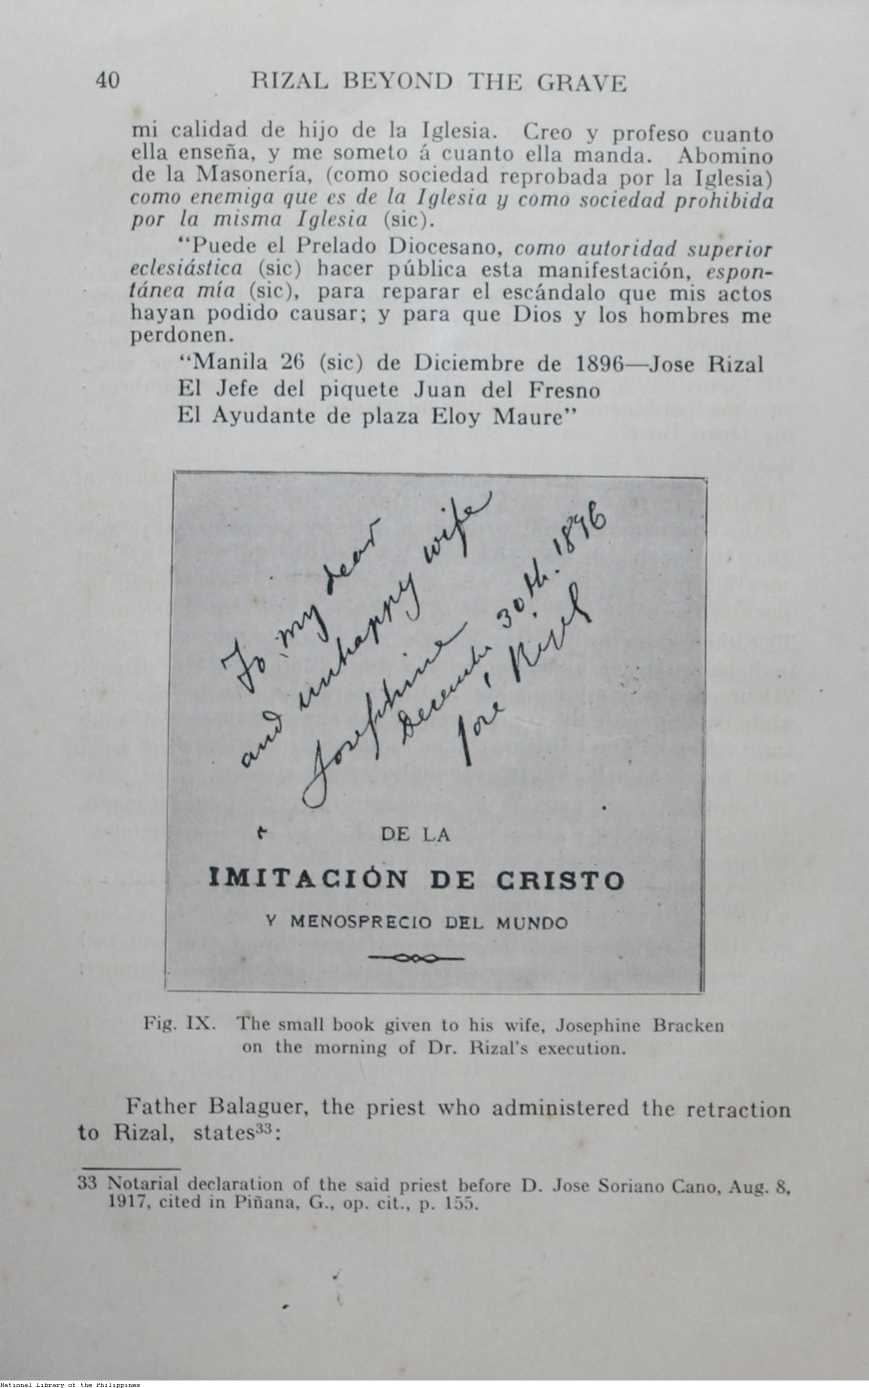 40 RIZAL BEYOND THE GRAVE
mi calidad de hijo de la Iglesia. Creo y profeso cuanto
ella enseña, y me someto á cuanto ella manda. Abomino
de la Masonería, (como sociedad reprobada por la Iglesia)
como enemiga que es de la Iglesia y como sociedad prohibida
por la misma Iglesia (sic).
“Puede el Prelado Diocesano, como autoridad superior
eclesiástica (sic) hacer pública esta manifestación, espon-
tánea mía (sic), para reparar el escándalo que mis actos
hayan podido causar; y para que Dios y los hombres me
perdonen.
“Manila 26 (sic) de Diciembre de 1896—Jose Rizal
El Jefe del piquete Juan del Fresno
El Ayudante de plaza Eloy Maure”
To my dear
and unhappy wife
Josephine
December 30th. 1896
José Rizal
DE LA
IMITACIÓN DE CRISTO
Y MENOSPRECIO DEL MUNDO
Fig. IX. The small book given to his wife, Josephine Bracken
on the morning of Dr. Rizal's execution.
Father Balaguer, the priest who administered the retraction
to Rizal, states33:
33 Notarial declaration of the said priest before D. Jose Soriano Cano, Aug. 8,
1917, cited in Piñana, G., op. cit., p. 155.
National Library of the Philippines